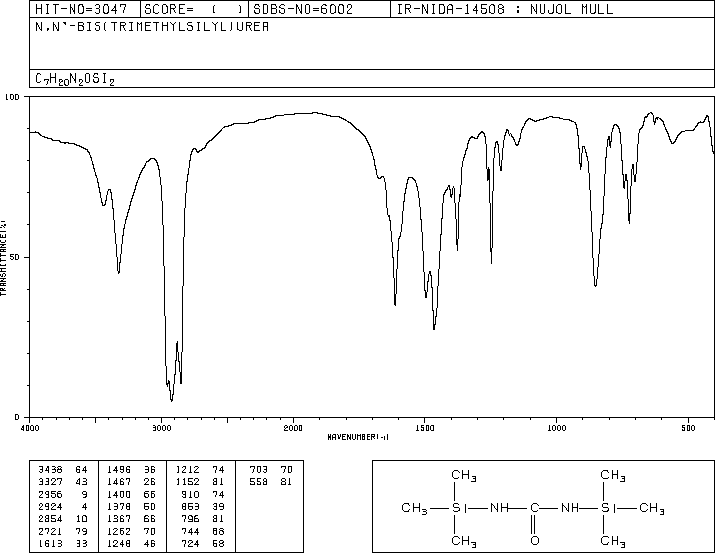 HIT-NO=3047 SCORE= ( ) SDBS-NO=6002 IR-NIDA-14508 : NUJOL MULL
N,N'-BIS(TRIMETHYLSILYL)UREA
C7H20N2OSI2
100
TRANSMITTANCE(%)
50
0
4000 3000 2000 1500 1000 500
WAVENUMBER(-1)
3438 64 1496 36 1212 74 703 70
3327 43 1467 26 1152 81 558 81
2956 9 1400 66 910 74
2924 4 1378 50 853 39
2854 10 1367 66 796 81
2721 79 1262 70 744 68
1613 33 1248 46 724 58
CH3 CH3
CH3 Si NH C NH Si CH3
CH3 O CH3